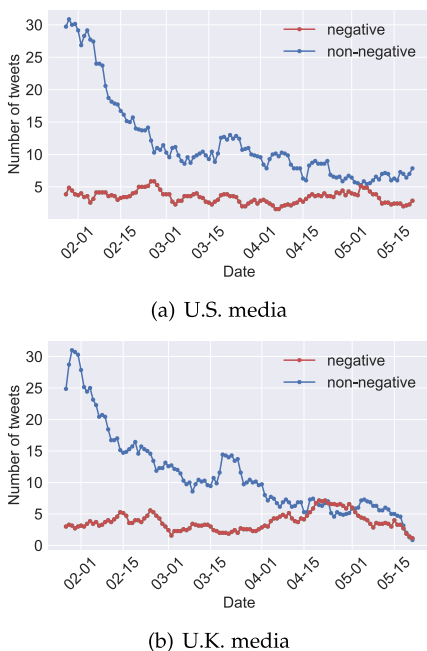 30
25
20
15
10
5
Number of tweets
negative
non-negative
02-01
02-15
03-01
03-15
04-01
04-15
05-01
05-15
Date
(a) U.S. media
30
25
20
15
10
5
0
Number of tweets
negative
non-negative
02-01
02-15
03-01
03-15
04-01
04-15
05-01
05-15
Date
(b) U.K. media